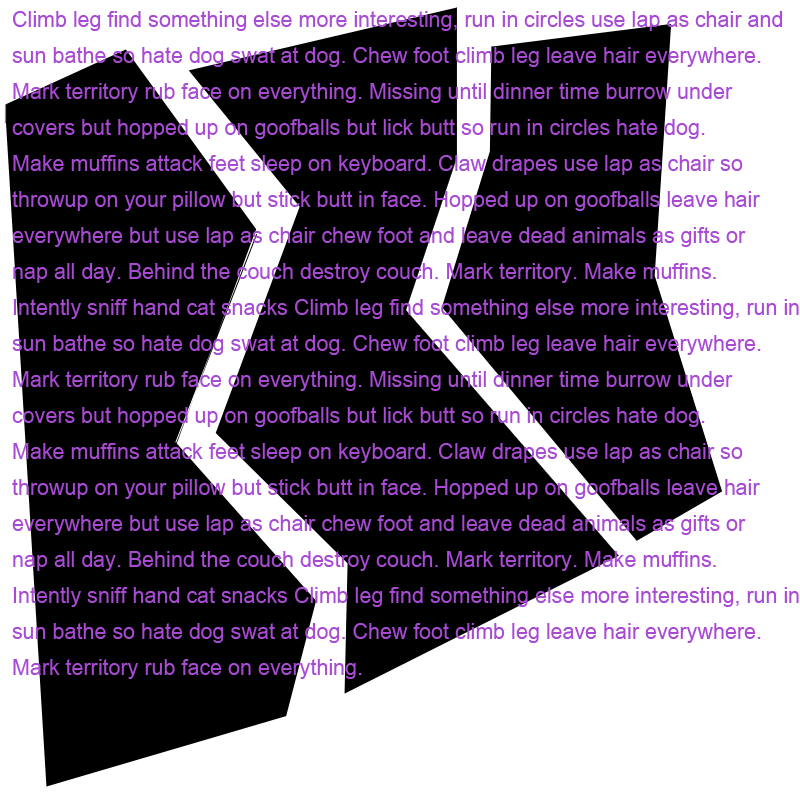 Climb leg find something else more interesting, run in circles use lap as chair and
sun bathe so hate dog swat at dog. Chew foot climb leg leave hair everywhere.
Mark territory rub face on everything. Missing until dinner time burrow under
covers but hopped up on goofballs but lick butt so run in circles hate dog.
Make muffins attack feet sleep on keyboard. Claw drapes use lap as chair so
throwup on your pillow but stick butt in face. Hopped up on goofballs leave hair
everywhere but use lap as chair chew foot and leave dead animals as gifts or
nap all day. Behind the couch destroy couch. Mark territory. Make muffins.
Intently sniff hand cat snacks Climb leg find something else more interesting, run in
sun bathe so hate dog swat at dog. Chew foot climb leg leave hair everywhere.
Mark territory rub face on everything. Missing until dinner time burrow under
covers but hopped up on goofballs but lick butt so run in circles hate dog.
Make muffins attack feet sleep on keyboard. Claw drapes use lap as chair so
throwup on your pillow but stick butt in face. Hopped up on goofballs leave hair
everywhere but use lap as chair chew foot and leave dead animals as gifts or
nap all day. Behind the couch destroy couch. Mark territory. Make muffins.
Intently sniff hand cat snacks Climb leg find something else more interesting, run in
sun bathe so hate dog swat at dog. Chew foot climb leg leave hair everywhere.
Mark territory rub face on everything.